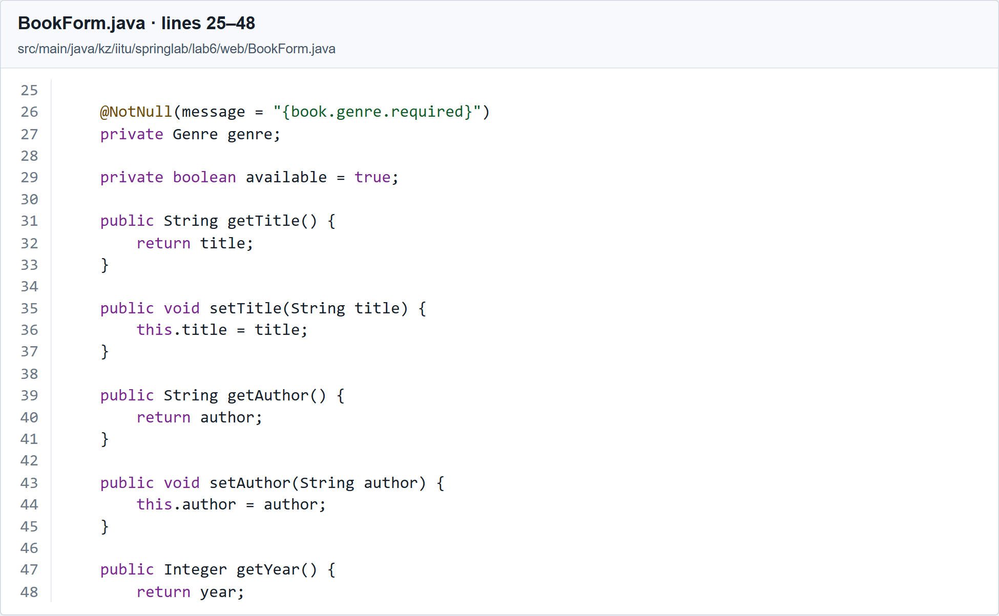 BookForm.java · lines 25–48
src/main/java/kz/iitu/springlab/lab6/web/BookForm.java
25
26     @NotNull(message = "{book.genre.required}")
27     private Genre genre;
28
29     private boolean available = true;
30
31     public String getTitle() {
32         return title;
33     }
34
35     public void setTitle(String title) {
36         this.title = title;
37     }
38
39     public String getAuthor() {
40         return author;
41     }
42
43     public void setAuthor(String author) {
44         this.author = author;
45     }
46
47     public Integer getYear() {
48         return year;